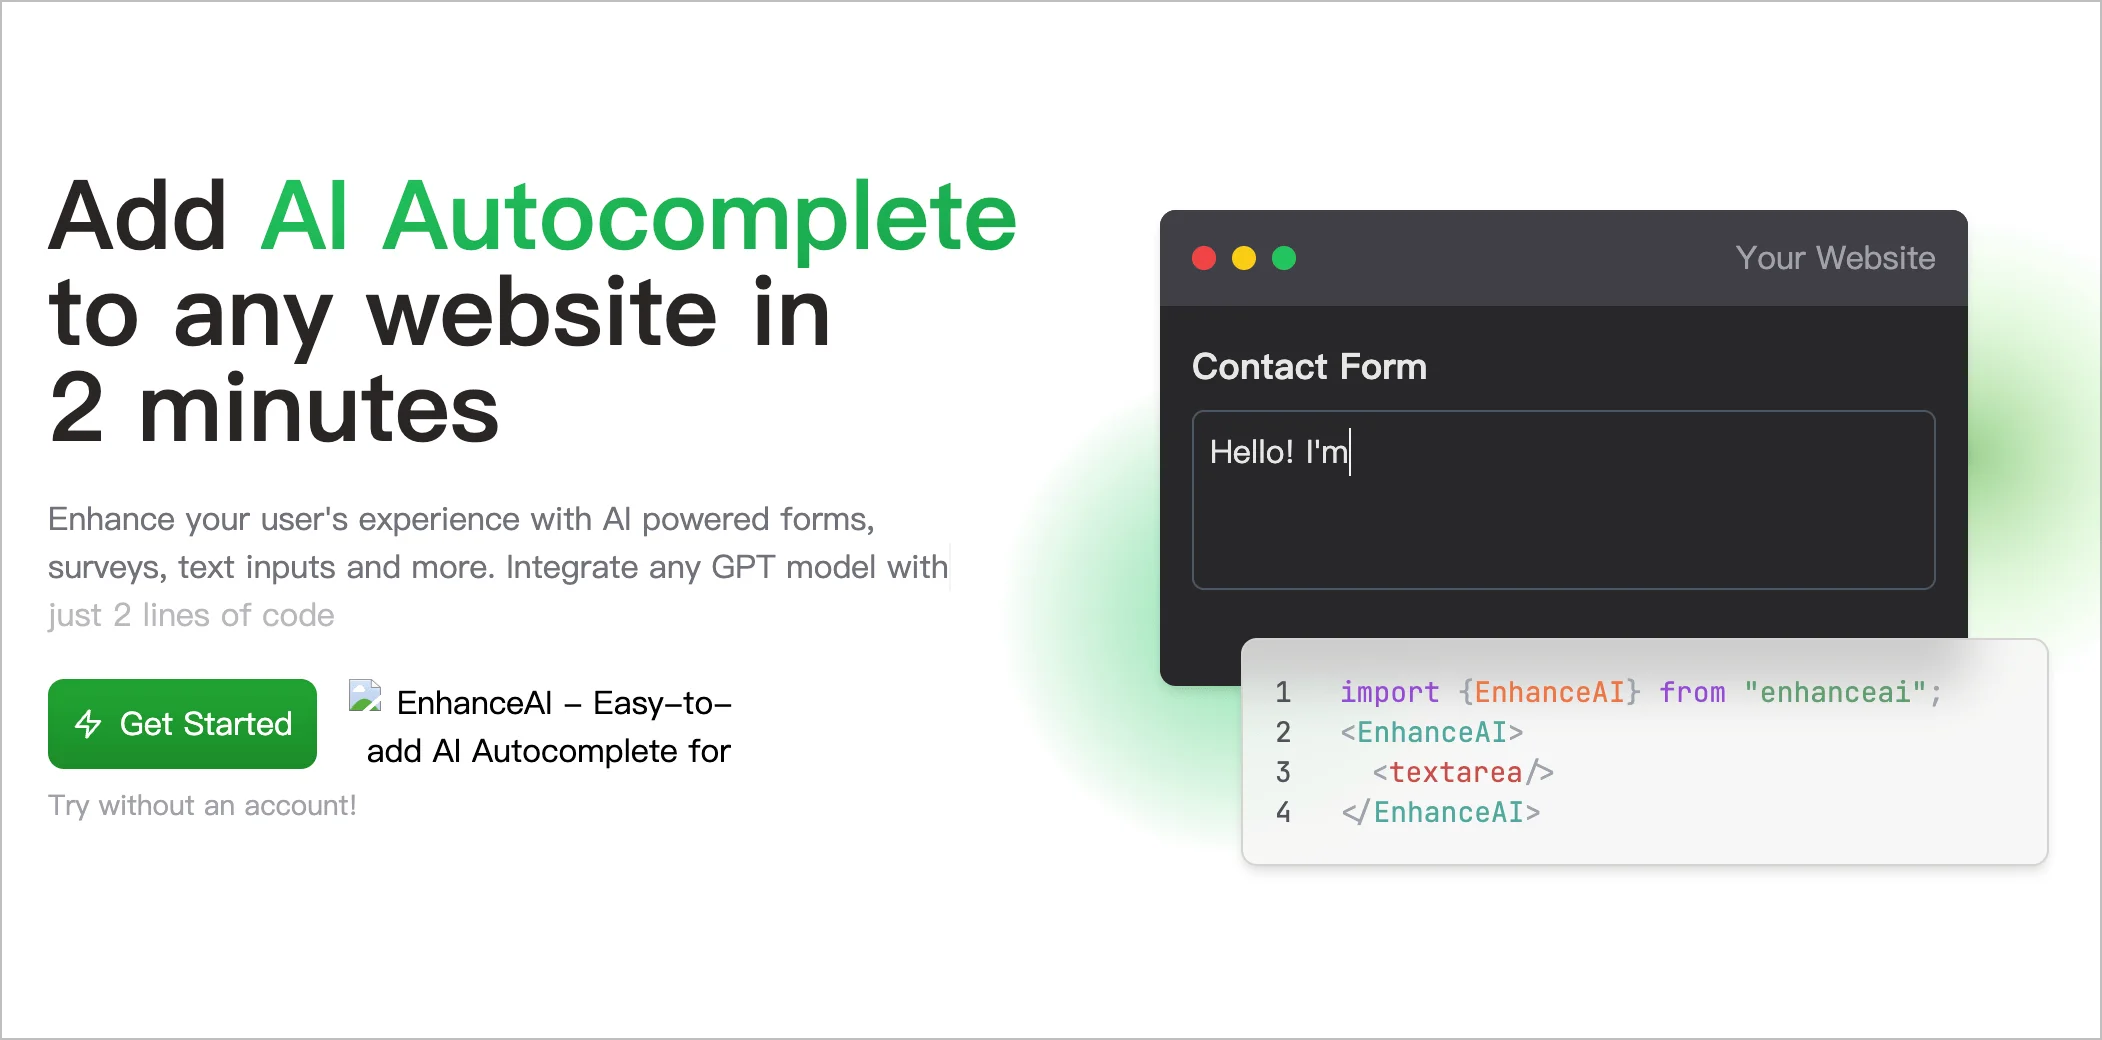 Add AI Autocomplete
to any website in
2 minutes
Enhance your user's experience with AI powered forms,
surveys, text inputs and more. Integrate any GPT model with
just 2 lines of code
Get Started
EnhanceAI - Easy-to-
add AI Autocomplete for
Try without an account!
Your Website
Contact Form
Hello! I'm
1 import {EnhanceAI} from "enhanceai";
2 <EnhanceAI>
3 <textarea/>
4 </EnhanceAI>